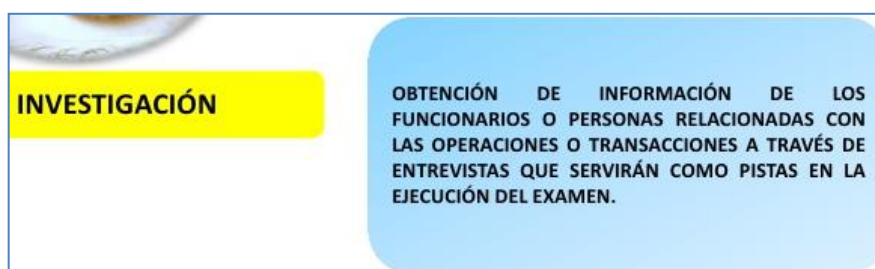 INVESTIGACIÓN
OBTENCIÓN DE INFORMACIÓN DE LOS
FUNCIONARIOS O PERSONAS RELACIONADAS CON
LAS OPERACIONES O TRANSACCIONES A TRAVÉS DE
ENTREVISTAS QUE SERVIRÁN COMO PISTAS EN LA
EJECUCIÓN DEL EXAMEN.